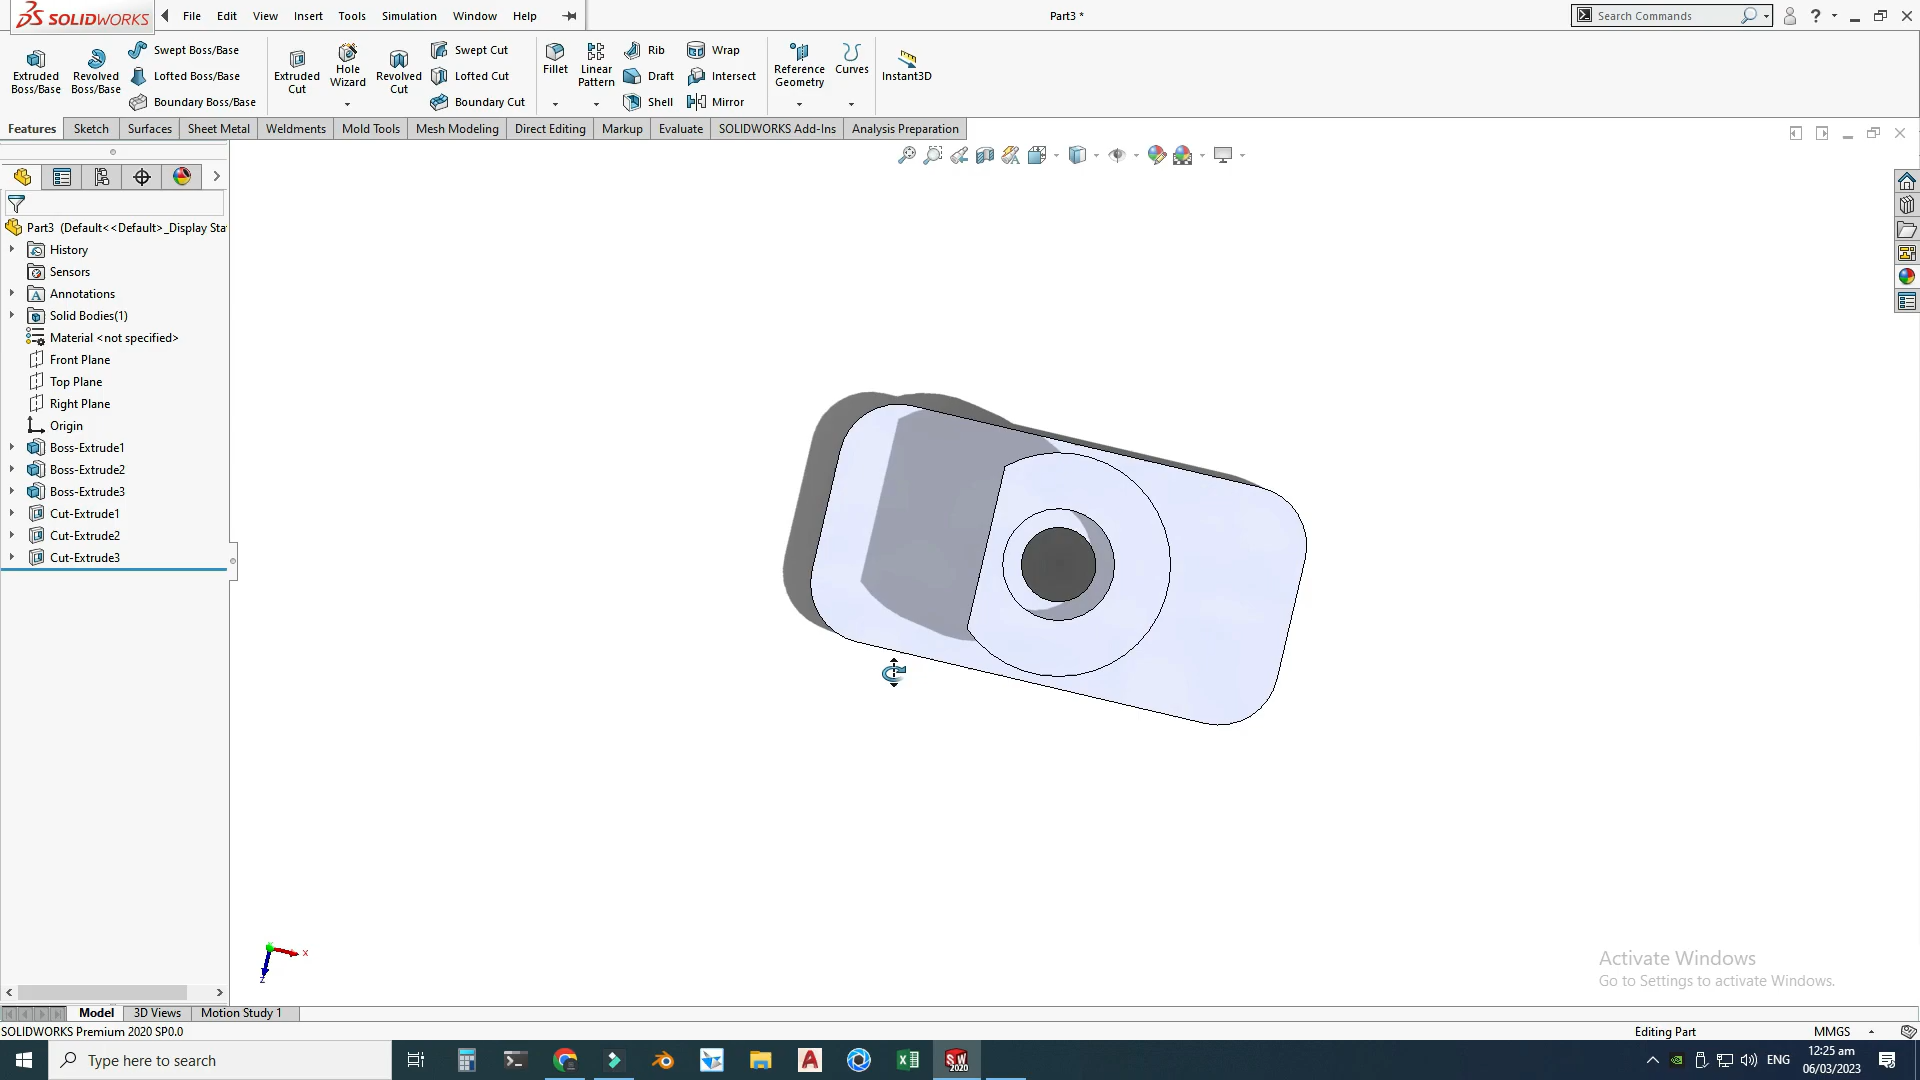 SOLIDWORKS
File Edit View Insert Tools Simulation Window Help
Part3 *
Search Commands
Extruded Boss/Base
Revolved Boss/Base
Swept Boss/Base
Lofted Boss/Base
Boundary Boss/Base
Extruded Cut
Hole Wizard
Revolved Cut
Swept Cut
Lofted Cut
Boundary Cut
Fillet
Linear Pattern
Rib
Draft
Shell
Wrap
Intersect
Mirror
Reference Geometry
Curves
Instant3D
Features Sketch Surfaces Sheet Metal Weldments Mold Tools Mesh Modeling Direct Editing Markup Evaluate SOLIDWORKS Add-Ins Analysis Preparation
Part3 (Default<<Default>_Display Sta
History
Sensors
Annotations
Solid Bodies(1)
Material <not specified>
Front Plane
Top Plane
Right Plane
Origin
Boss-Extrude1
Boss-Extrude2
Boss-Extrude3
Cut-Extrude1
Cut-Extrude2
Cut-Extrude3
x
z
Activate Windows
Go to Settings to activate Windows.
Model 3D Views Motion Study 1
SOLIDWORKS Premium 2020 SP0.0
Editing Part
MMGS
Type here to search
SW
2020
ENG
12:25 am
06/03/2023